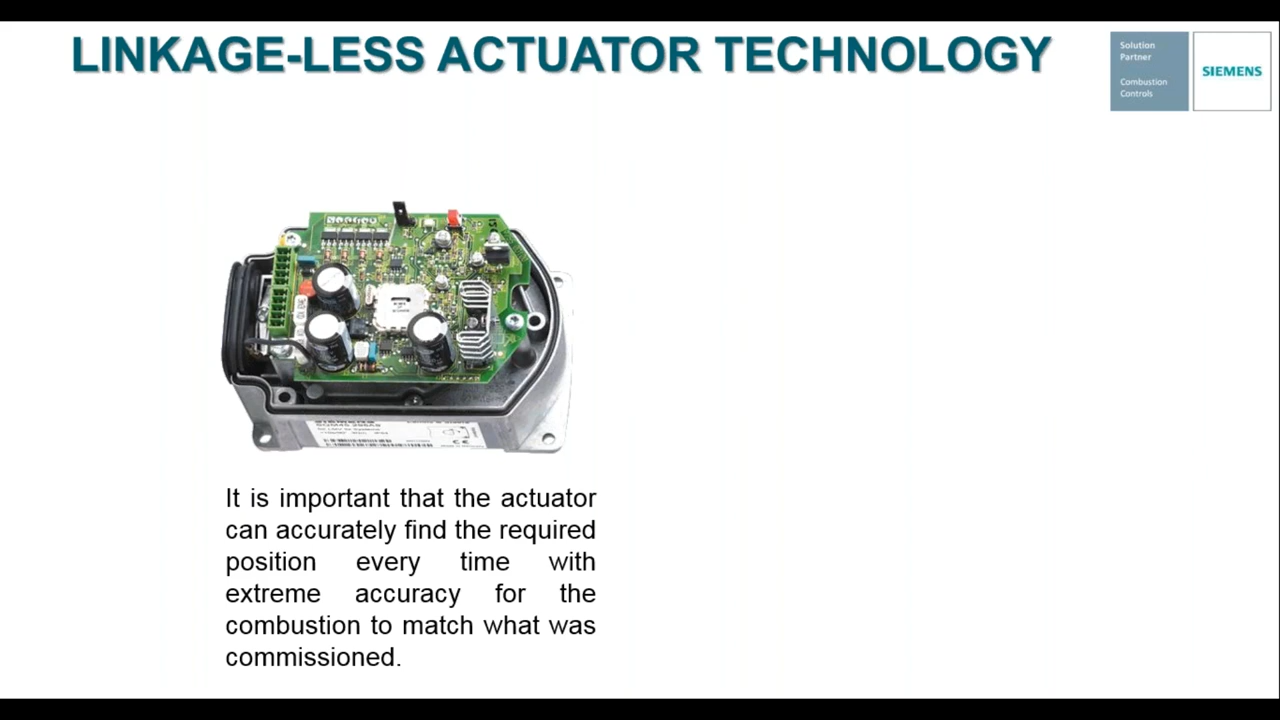 LINKAGE-LESS ACTUATOR TECHNOLOGY
Solution
Partner
Combustion
Controls
SIEMENS
SIEMENS
It is important that the actuator
can accurately find the required
position every time with
extreme accuracy for the
combustion to match what was
commissioned.